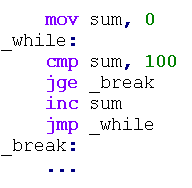 mov sum, 0
_while:
cmp sum, 100
jge _break
inc sum
jmp _while
_break:
...